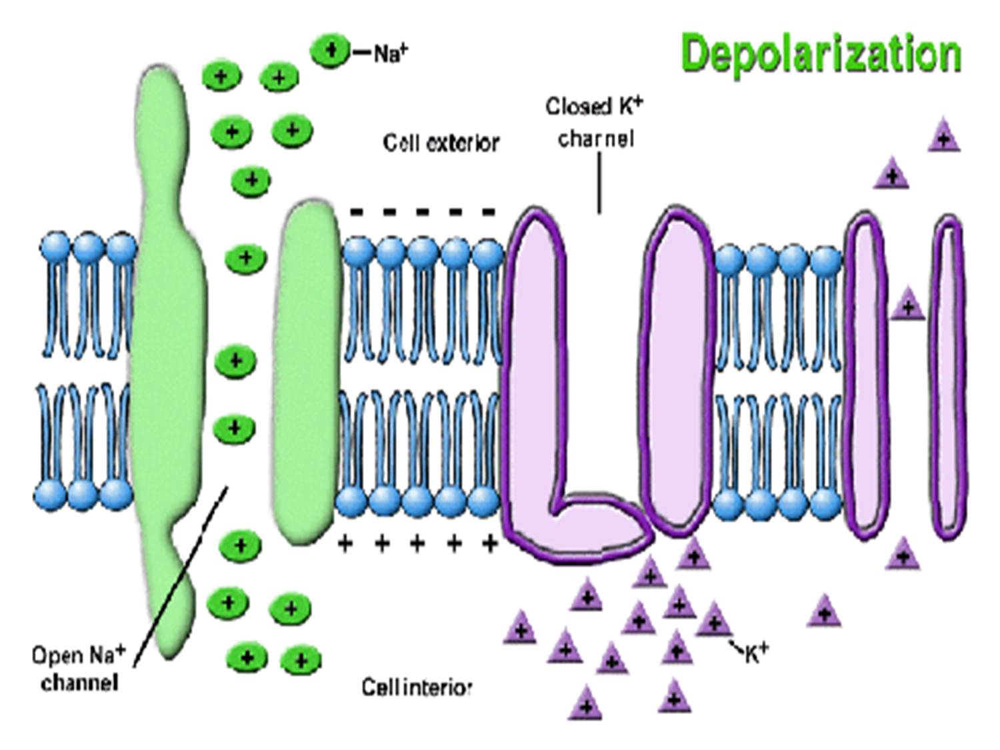 Depolarization
Na⁺
Closed K⁺
channel
Cell exterior
- - - - -
+ + + + +
Open Na⁺
channel
K⁺
Cell interior